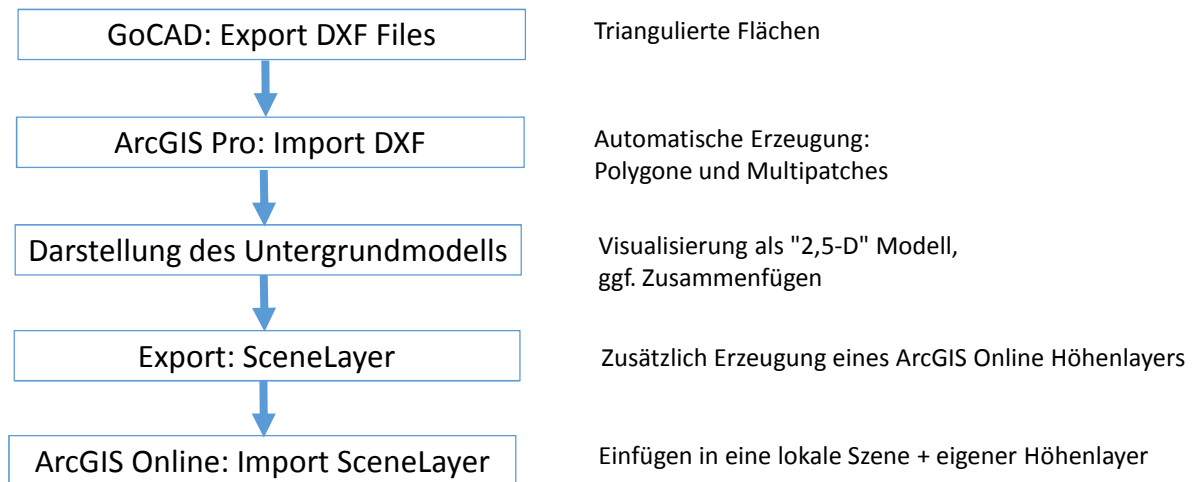 GoCAD: Export DXF Files
Triangulierte Flächen
ArcGIS Pro: Import DXF
Automatische Erzeugung:
Polygone und Multipatches
Darstellung des Untergrundmodells
Visualisierung als "2,5-D" Modell,
ggf. Zusammenfügen
Export: SceneLayer
Zusätzlich Erzeugung eines ArcGIS Online Höhenlayers
ArcGIS Online: Import SceneLayer
Einfügen in eine lokale Szene + eigener Höhenlayer